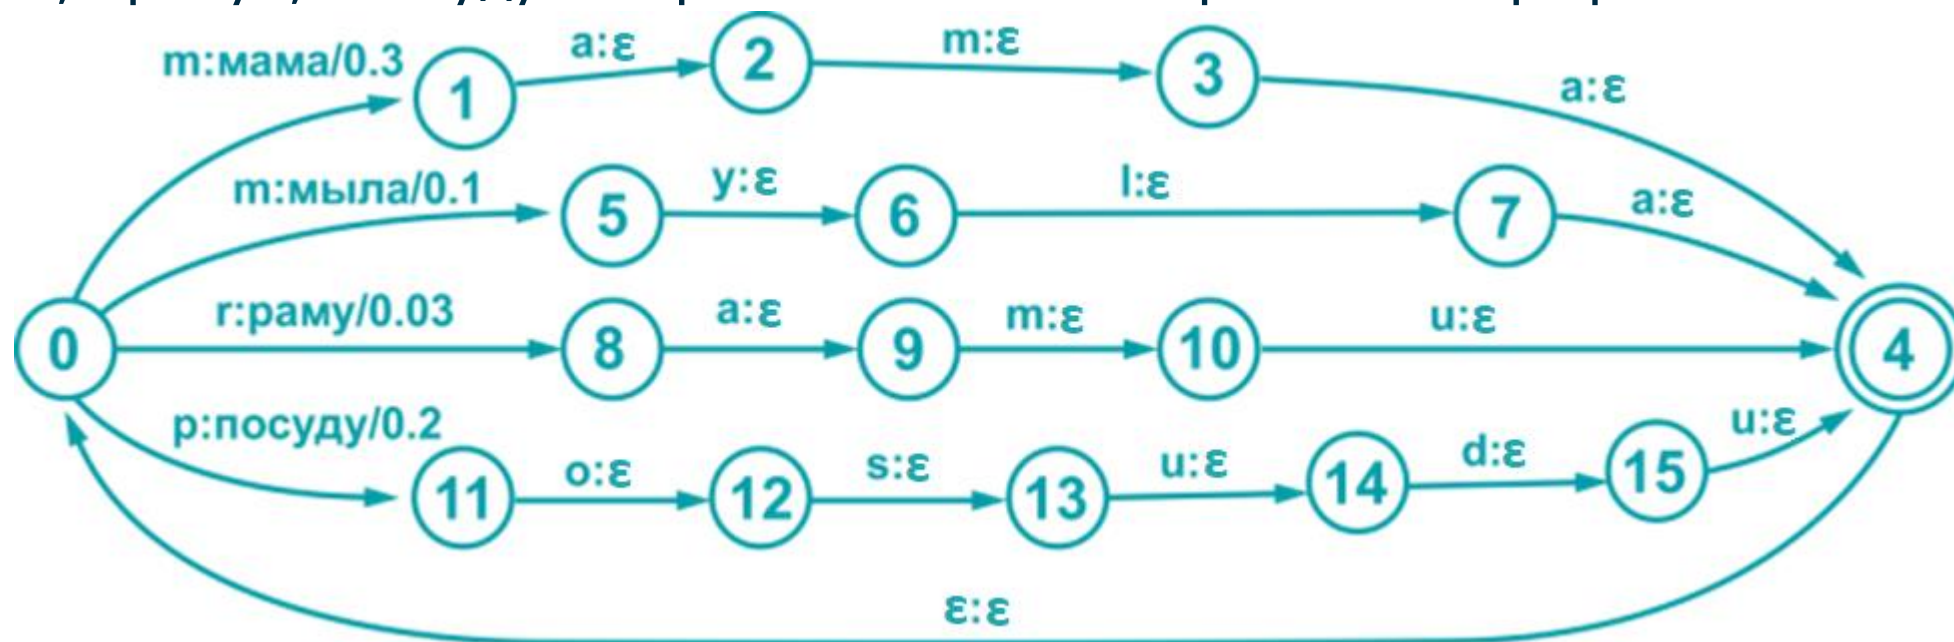 m:мама/0.3
1
a:ε
2
m:ε
3
a:ε
m:мыла/0.1
5
y:ε
6
l:ε
7
a:ε
0
r:раму/0.03
8
a:ε
9
m:ε
10
u:ε
4
p:посуду/0.2
11
o:ε
12
s:ε
13
u:ε
14
d:ε
15
u:ε
ε:ε